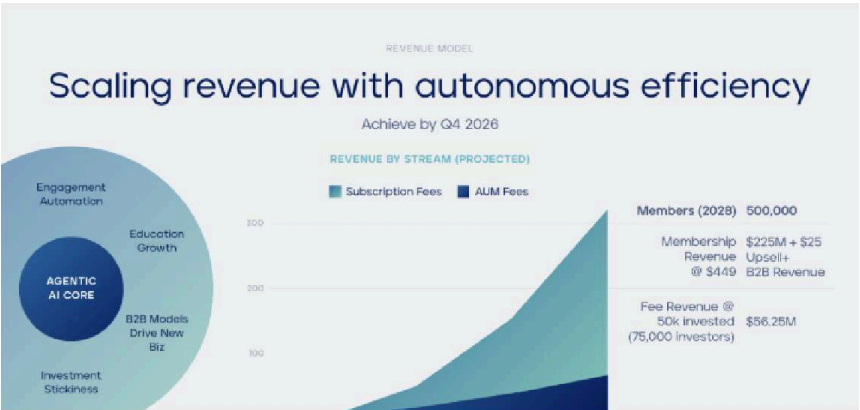 REVENUE MODEL
Scaling revenue with autonomous efficiency
Achieve by Q4 2026
REVENUE BY STREAM (PROJECTED)
Subscription Fees AUM Fees
Engagement
Automation
Education
Growth
AGENTIC
AI CORE
B2B Models
Drive New
Biz
Investment
Stickiness
300
200
100
Members (2028) 500,000
Membership $225M + $25
Revenue Upsell+
@ $449 B2B Revenue
Fee Revenue @
50k invested $56.25M
(75,000 investors)